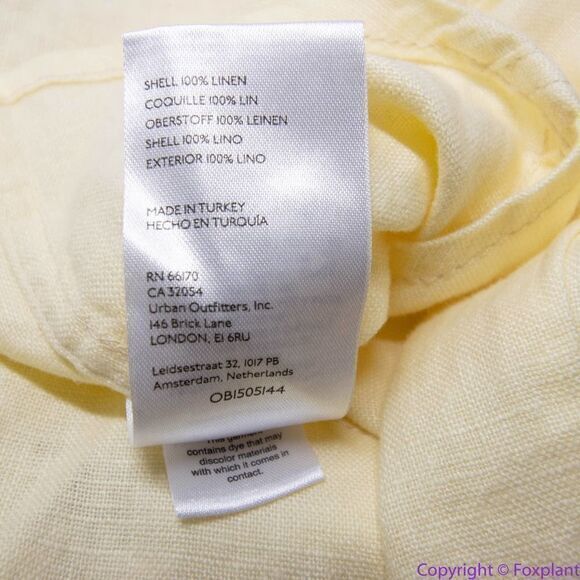 SHELL 100% LINEN
COQUILLE 100% LIN
OBERSTOFF 100% LEINEN
SHELL 100% LINO
EXTERIOR 100% LINO
MADE IN TURKEY
HECHO EN TURQUÍA
RN 66170
CA 32054
Urban Outfitters, Inc.
146 Brick Lane
LONDON, E1 6RU
Leidsestraat 32, 1017 PB
Amsterdam, Netherlands
OB1505144
This garment
contains dye that may
discolor materials
with which it comes in
contact.
Copyright © Foxplant